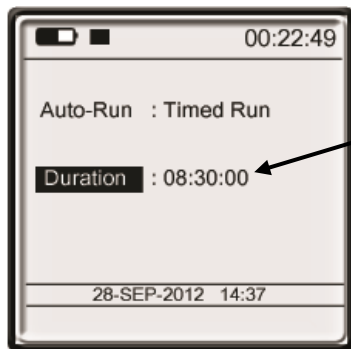 00:22:49
Auto-Run : Timed Run
Duration : 08:30:00
28-SEP-2012 14:37